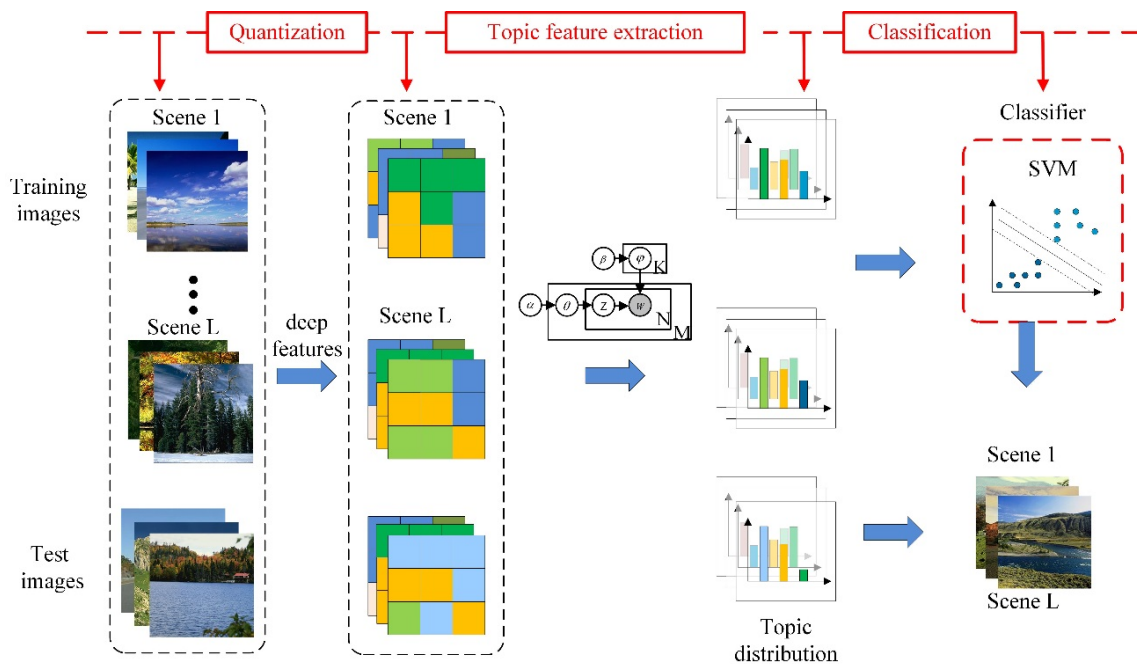 Quantization
Topic feature extraction
Classification
Scene 1
Training
images
Scene L
deep
features
Test
images
Scene 1
Scene L
β
φ
K
α
θ
z
w
N
M
Topic
distribution
Classifier
SVM
Scene 1
Scene L